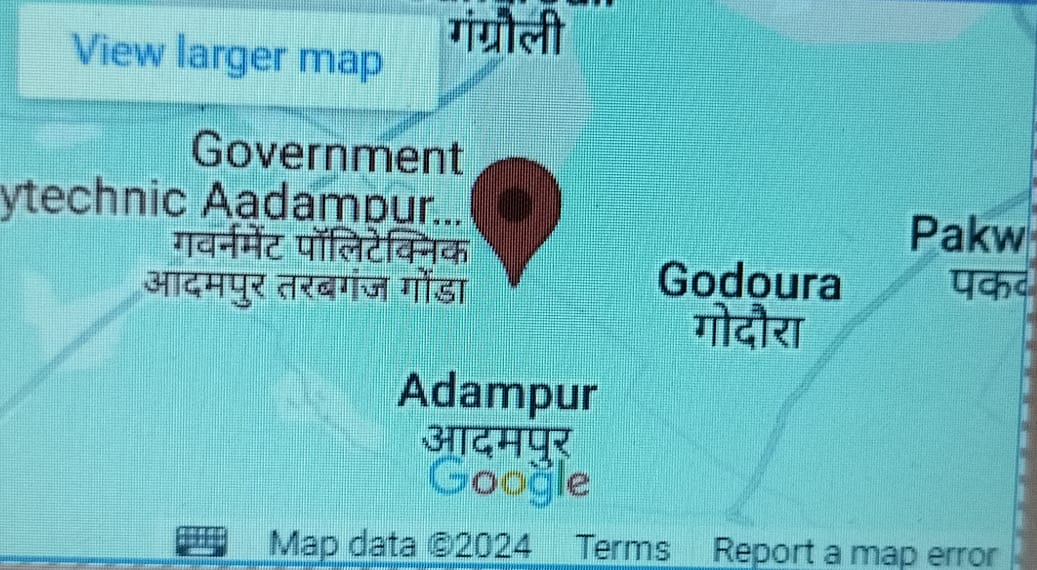 गंग्रौली
View larger map
Government
ytechnic Aadampur...
गवर्नमेंट पॉलिटेक्निक
आदमपुर तरबगंज गोंडा
Pakw
पकव
Godoura
गोदौरा
Adampur
आदमपुर
Google
Map data ©2024 Terms Report a map error